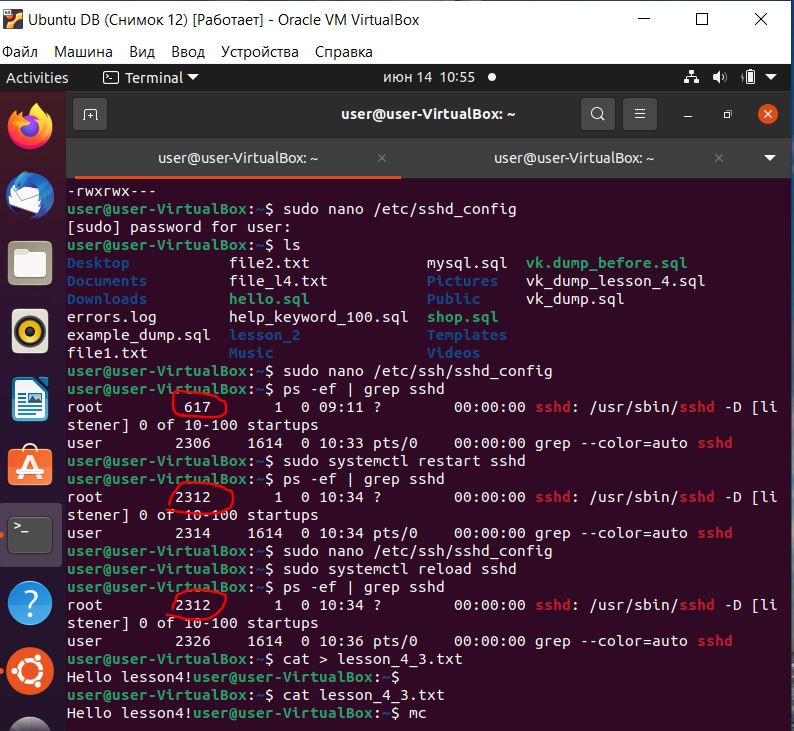 Ubuntu DB (Снимок 12) [Работает] - Oracle VM VirtualBox
Файл Машина Вид Ввод Устройства Справка
Activities Terminal июн 14 10:55
user@user-VirtualBox: ~
user@user-VirtualBox: ~ user@user-VirtualBox: ~
-rwxrwx---
user@user-VirtualBox:~$ sudo nano /etc/sshd_config
[sudo] password for user:
user@user-VirtualBox:~$ ls
Desktop file2.txt mysql.sql vk.dump_before.sql
Documents file_l4.txt Pictures vk_dump_lesson_4.sql
Downloads hello.sql Public vk_dump.sql
errors.log help_keyword_100.sql shop.sql
example_dump.sql lesson_2 Templates
file1.txt Music Videos
user@user-VirtualBox:~$ sudo nano /etc/ssh/sshd_config
user@user-VirtualBox:~$ ps -ef | grep sshd
root 617 1 0 09:11 ? 00:00:00 sshd: /usr/sbin/sshd -D [li
stener] 0 of 10-100 startups
user 2306 1614 0 10:33 pts/0 00:00:00 grep --color=auto sshd
user@user-VirtualBox:~$ sudo systemctl restart sshd
user@user-VirtualBox:~$ ps -ef | grep sshd
root 2312 1 0 10:34 ? 00:00:00 sshd: /usr/sbin/sshd -D [li
stener] 0 of 10-100 startups
user 2314 1614 0 10:34 pts/0 00:00:00 grep --color=auto sshd
user@user-VirtualBox:~$ sudo nano /etc/ssh/sshd_config
user@user-VirtualBox:~$ sudo systemctl reload sshd
user@user-VirtualBox:~$ ps -ef | grep sshd
root 2312 1 0 10:34 ? 00:00:00 sshd: /usr/sbin/sshd -D [li
stener] 0 of 10-100 startups
user 2326 1614 0 10:36 pts/0 00:00:00 grep --color=auto sshd
user@user-VirtualBox:~$ cat > lesson_4_3.txt
Hello lesson4!user@user-VirtualBox:~$
user@user-VirtualBox:~$ cat lesson_4_3.txt
Hello lesson4!user@user-VirtualBox:~$ mc